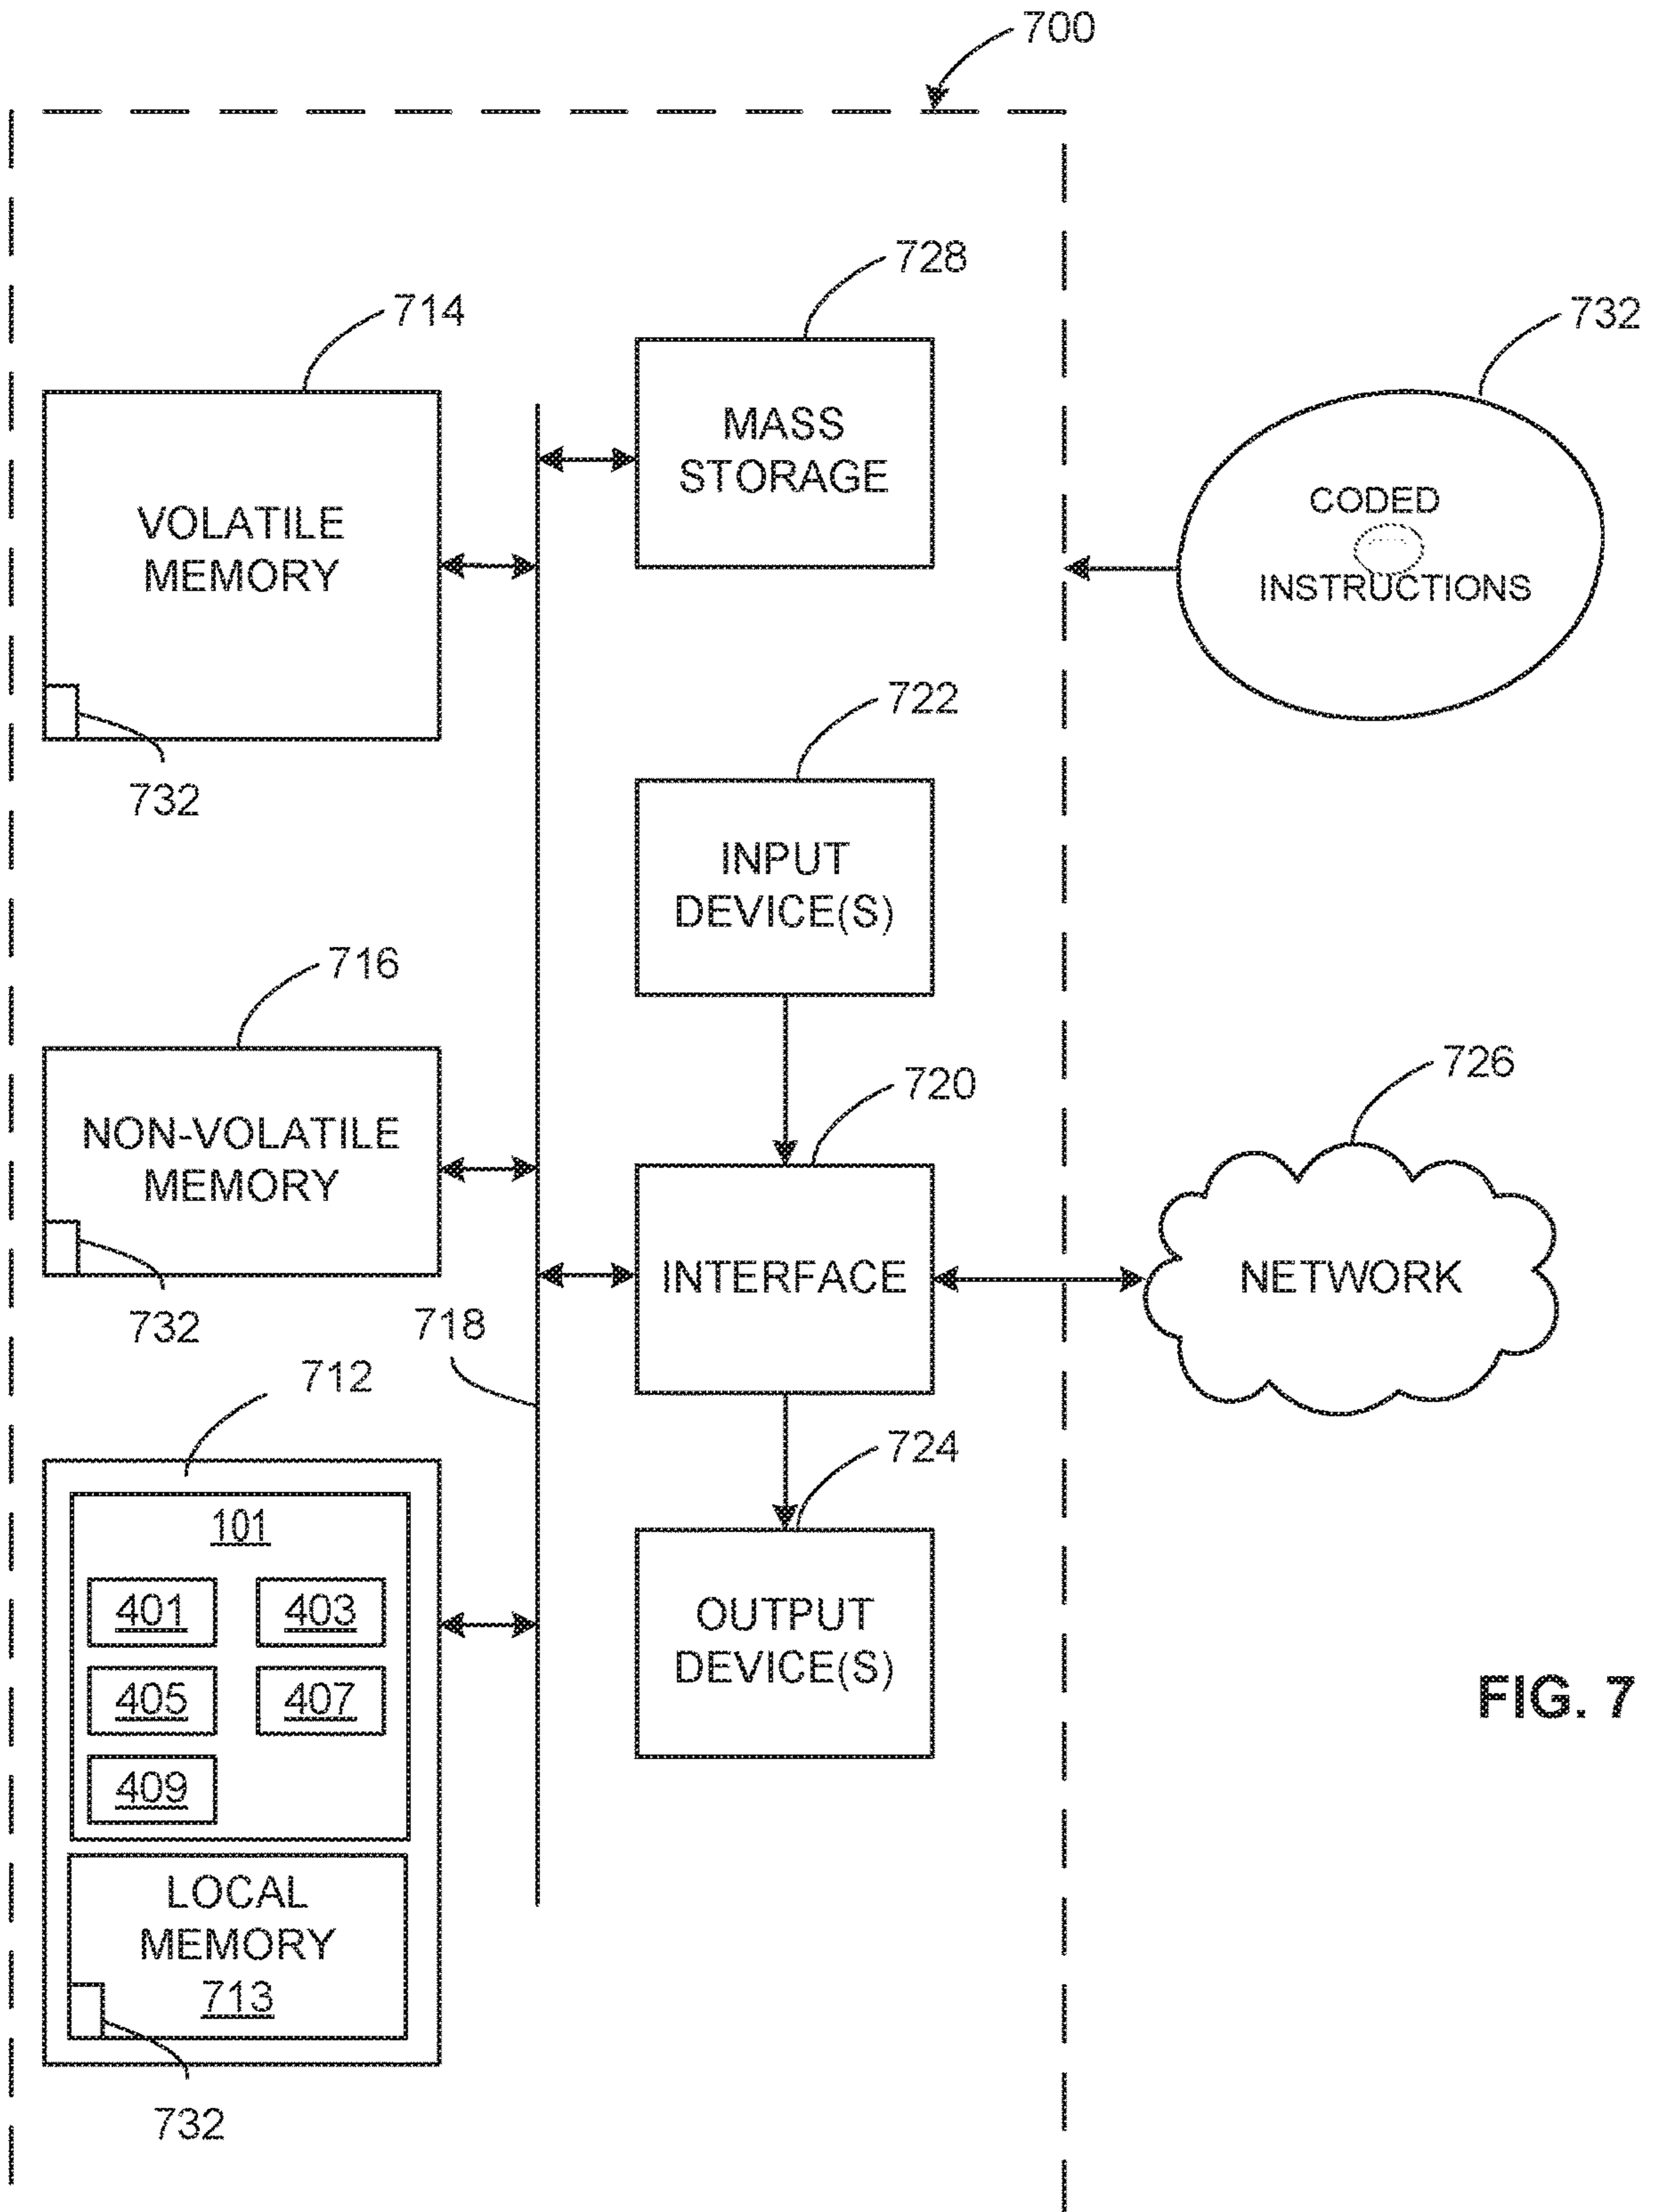 700
728
714
732
MASS
STORAGE
VOLATILE
MEMORY
CODED
INSTRUCTIONS
722
732
INPUT
DEVICE(S)
716
720
726
NON-VOLATILE
MEMORY
INTERFACE
NETWORK
732
718
712
724
101
401
403
405
407
409
OUTPUT
DEVICE(S)
FIG. 7
LOCAL
MEMORY
713
732